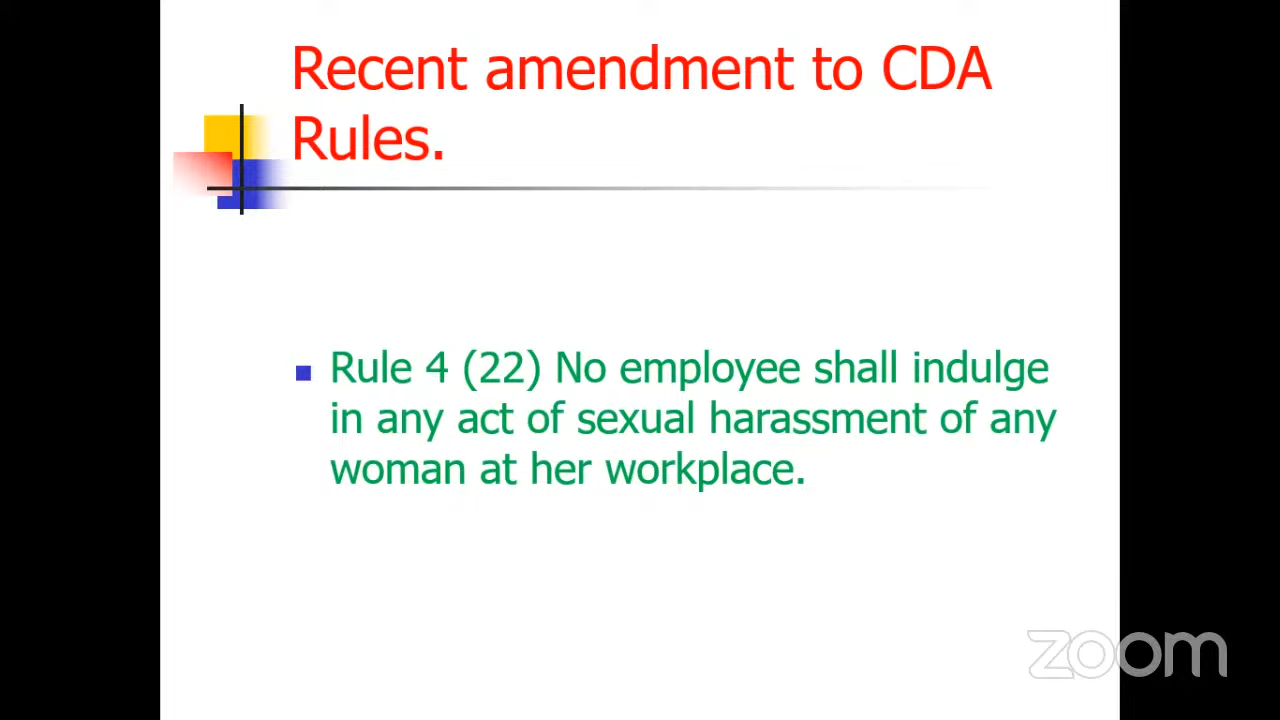 Recent amendment to CDA
Rules.
Rule 4 (22) No employee shall indulge
in any act of sexual harassment of any
woman at her workplace.
zoom